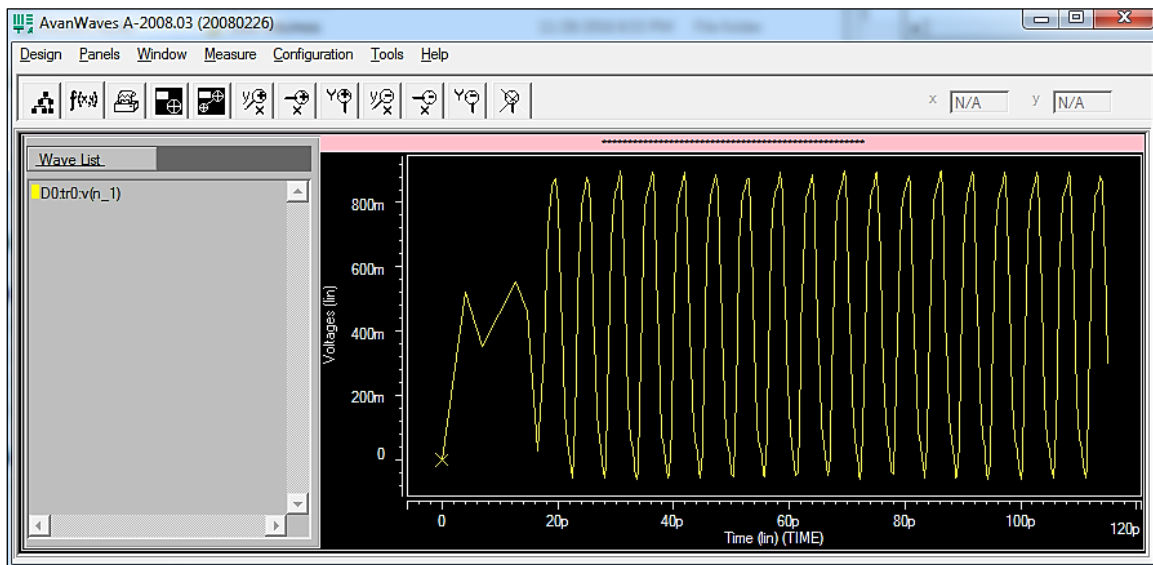 AvanWaves A-2008.03 (20080226)
Design Panels Window Measure Configuration Tools Help
f(x,y)
x N/A y N/A
Wave List
D0:tr0:v(n_1)
**************************************************
Voltages (lin)
800m
600m
400m
200m
0
0 20p 40p 60p 80p 100p 120p
Time (lin) (TIME)